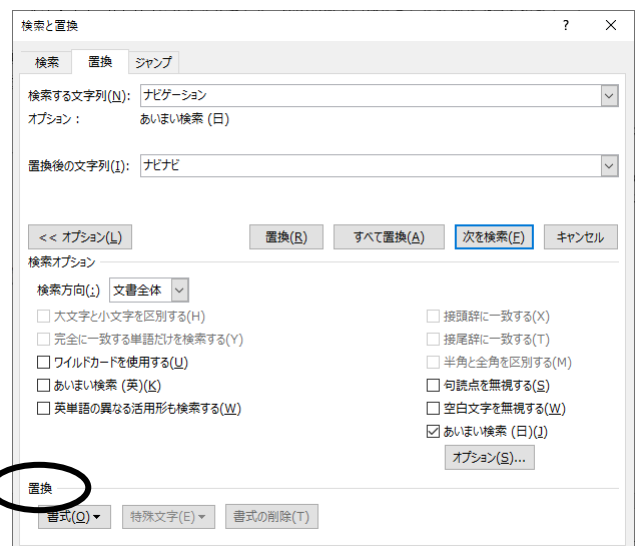 検索と置換 ? ×
検索 置換 ジャンプ
検索する文字列(N): ナビゲーション
オプション： あいまい検索 (日)
置換後の文字列(I): ナビナビ
<< オプション(L) 置換(R) すべて置換(A) 次を検索(F) キャンセル
検索オプション
検索方向(:) 文書全体
大文字と小文字を区別する(H) 接頭辞に一致する(X)
完全に一致する単語だけを検索する(Y) 接尾辞に一致する(T)
ワイルドカードを使用する(U) 半角と全角を区別する(M)
あいまい検索 (英)(K) 句読点を無視する(S)
英単語の異なる活用形も検索する(W) 空白文字を無視する(W)
あいまい検索 (日)(J)
オプション(S)...
置換
書式(O) 特殊文字(E) 書式の削除(T)